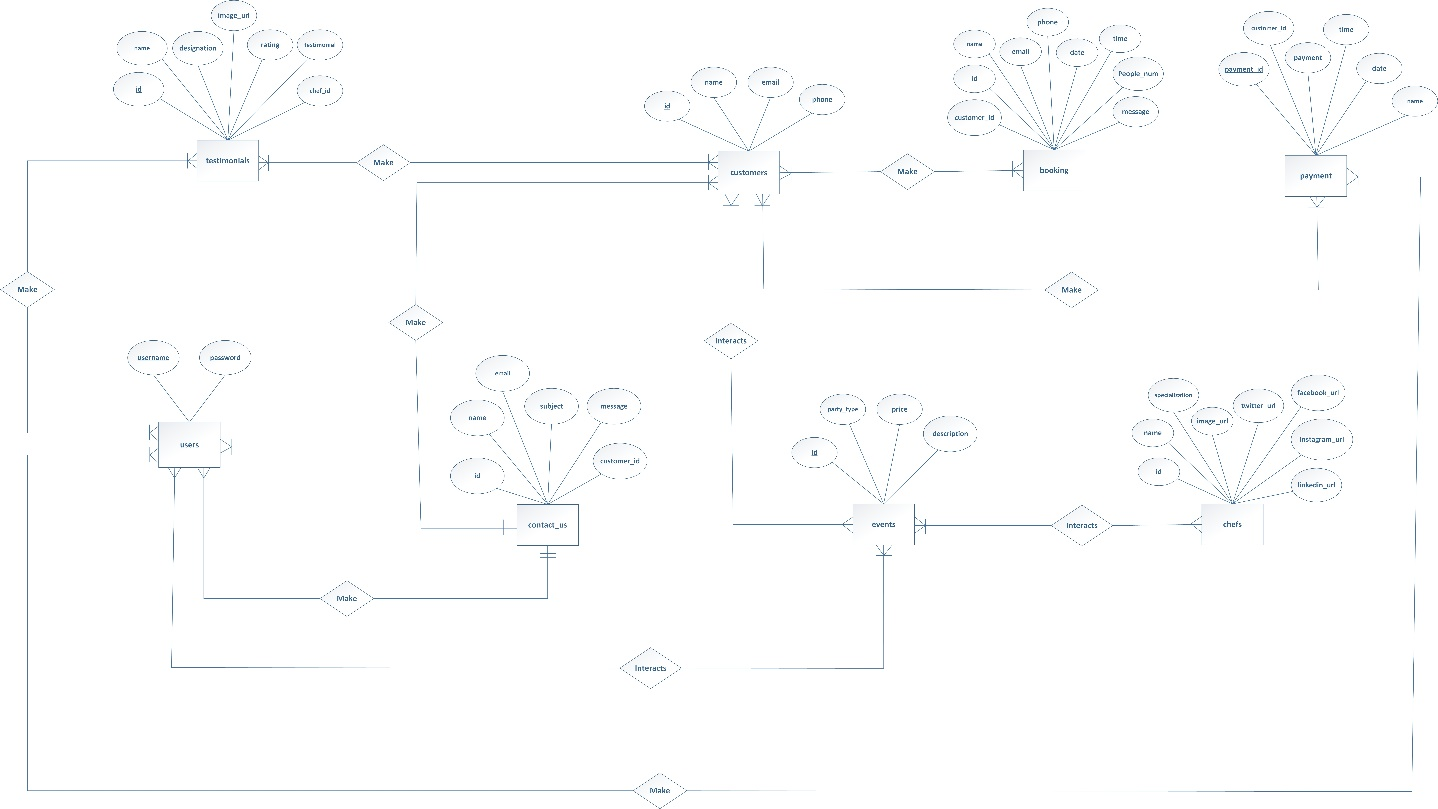 image_url
name
designation
rating
testimonial
id
chef_id
testimonials
Make
name
email
id
phone
customers
Make
phone
name
email
date
time
id
People_num
customer_id
message
booking
customer_id
time
payment_id
payment
date
name
payment
Make
Make
Make
Interacts
username
password
users
email
name
subject
message
id
customer_id
contact_us
party_type
price
description
id
events
Interacts
specialization
image_url
twitter_url
facebook_url
name
instagram_url
id
linkedin_url
chefs
Make
Interacts
Make